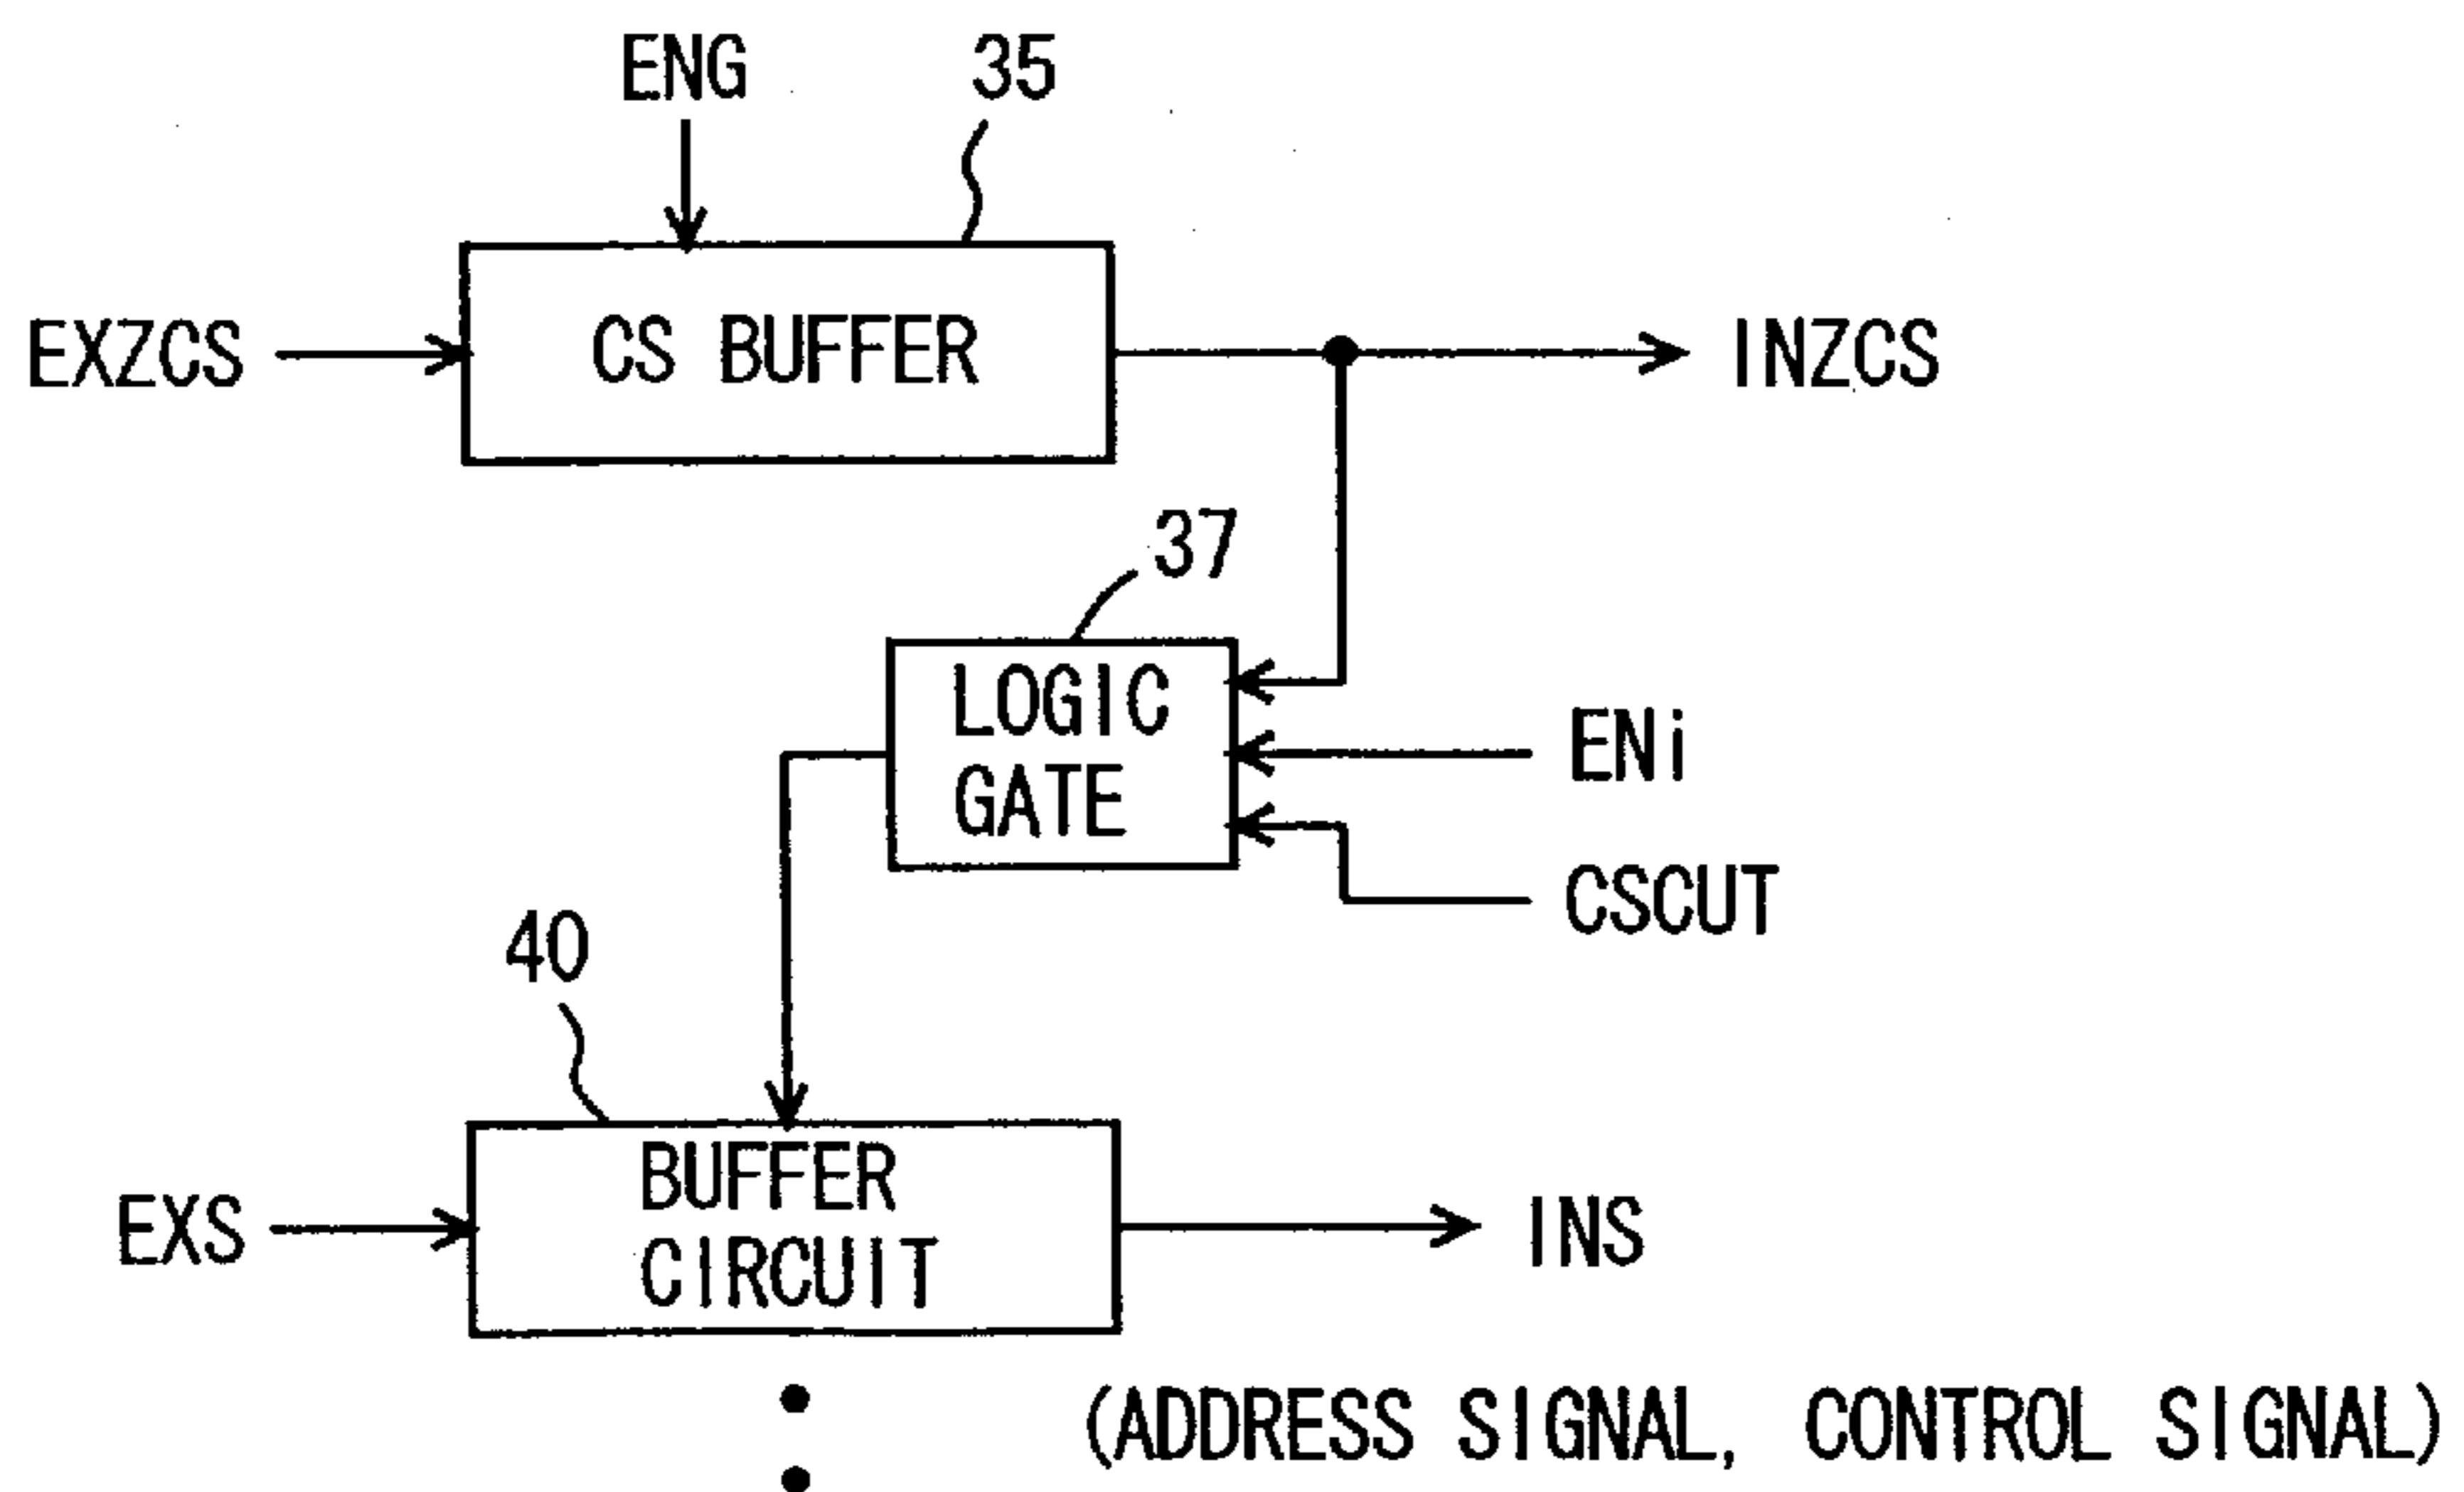 ENG
35
EXZCS
CS BUFFER
INZCS
37
LOGIC
GATE
ENi
CSCUT
40
BUFFER
CIRCUIT
EXS
INS
(ADDRESS SIGNAL, CONTROL SIGNAL)